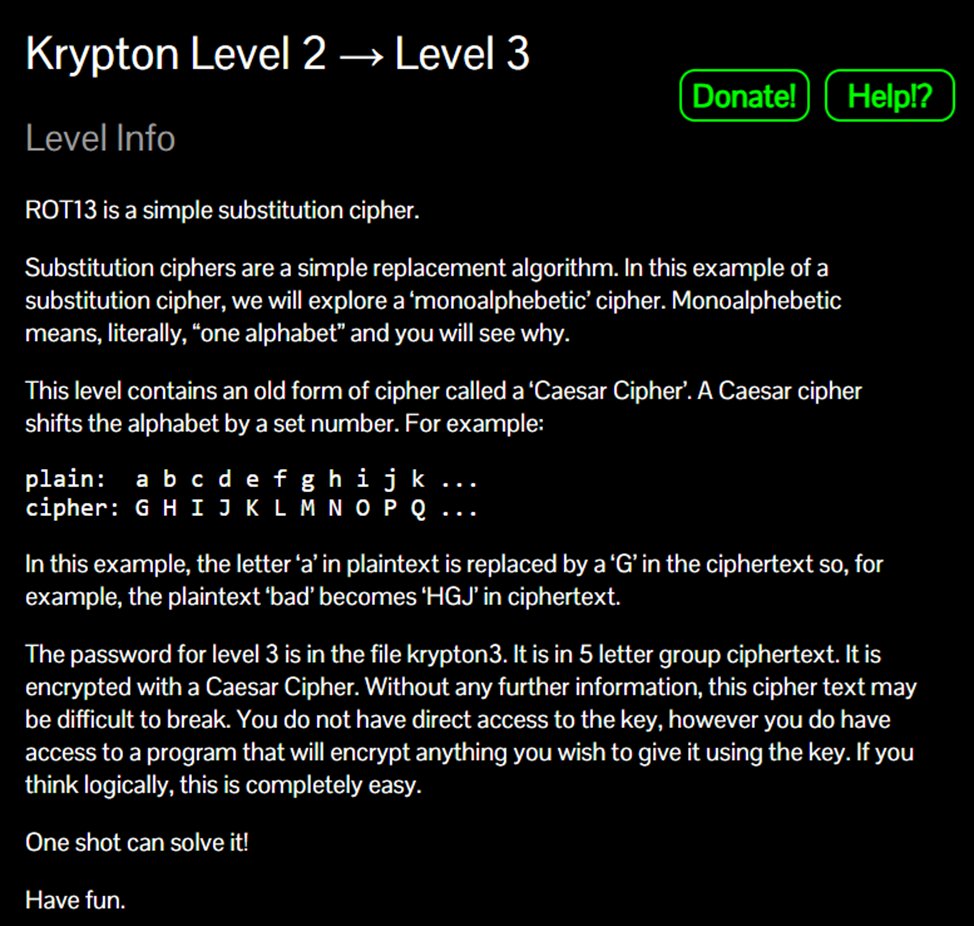 Krypton Level 2 → Level 3
Donate! Help!?
Level Info
ROT13 is a simple substitution cipher.
Substitution ciphers are a simple replacement algorithm. In this example of a
substitution cipher, we will explore a ‘monoalphebetic’ cipher. Monoalphebetic
means, literally, “one alphabet” and you will see why.
This level contains an old form of cipher called a ‘Caesar Cipher’. A Caesar cipher
shifts the alphabet by a set number. For example:
plain:  a b c d e f g h i j k ...
cipher: G H I J K L M N O P Q ...
In this example, the letter ‘a’ in plaintext is replaced by a ‘G’ in the ciphertext so, for
example, the plaintext ‘bad’ becomes ‘HGJ’ in ciphertext.
The password for level 3 is in the file krypton3. It is in 5 letter group ciphertext. It is
encrypted with a Caesar Cipher. Without any further information, this cipher text may
be difficult to break. You do not have direct access to the key, however you do have
access to a program that will encrypt anything you wish to give it using the key. If you
think logically, this is completely easy.
One shot can solve it!
Have fun.